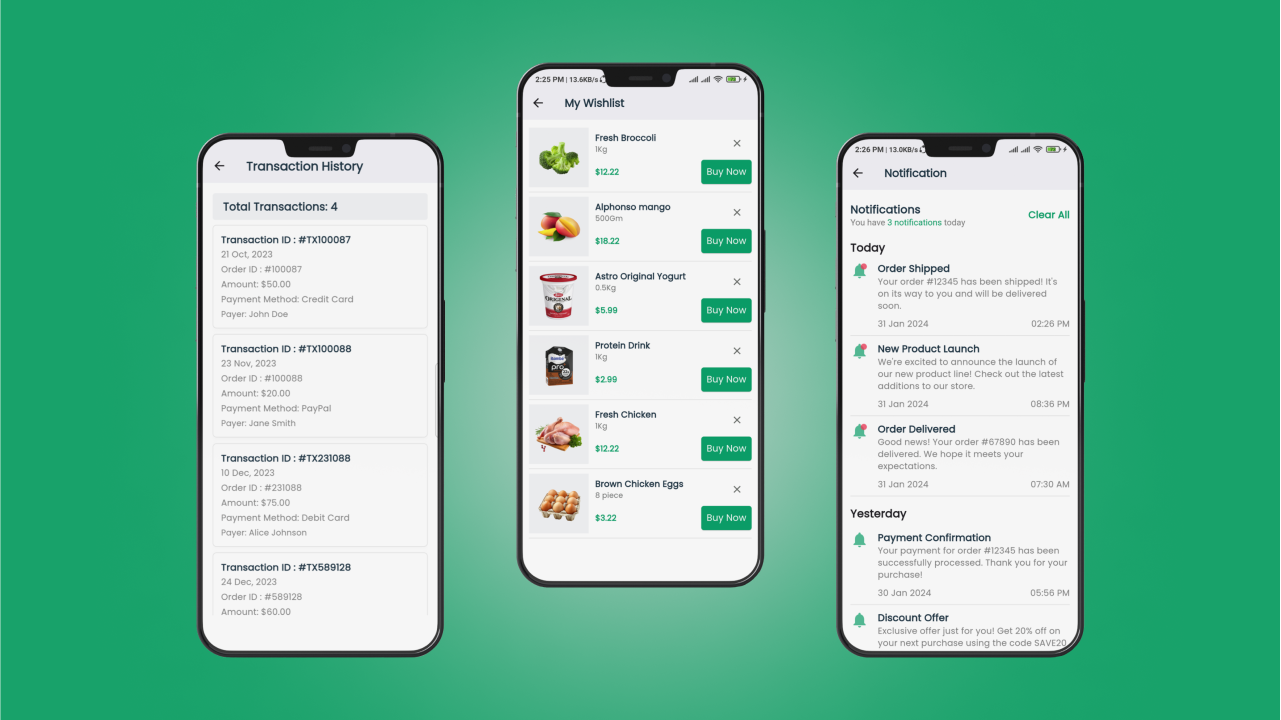 Transaction History
Total Transactions: 4
Transaction ID : #TX100087
21 Oct, 2023
Order ID : #100087
Amount: $50.00
Payment Method: Credit Card
Payer: John Doe
Transaction ID : #TX100088
23 Nov, 2023
Order ID : #100088
Amount: $20.00
Payment Method: PayPal
Payer: Jane Smith
Transaction ID : #TX231088
10 Dec, 2023
Order ID : #231088
Amount: $75.00
Payment Method: Debit Card
Payer: Alice Johnson
Transaction ID : #TX589128
24 Dec, 2023
Order ID : #589128
Amount: $60.00
2:25 PM | 13.6KB/s
My Wishlist
Fresh Broccoli
1Kg
$12.22
Buy Now
Alphonso mango
500Gm
$18.22
Buy Now
Astro Original Yogurt
0.5Kg
$5.99
Buy Now
ORIGINAL
Protein Drink
1Kg
$2.99
Buy Now
pro
Fresh Chicken
1Kg
$12.22
Buy Now
Brown Chicken Eggs
8 piece
$3.22
Buy Now
2:26 PM | 13.0KB/s
Notification
Notifications
You have 3 notifications today
Clear All
Today
Order Shipped
Your order #12345 has been shipped! It's
on its way to you and will be delivered
soon.
31 Jan 2024 02:26 PM
New Product Launch
We're excited to announce the launch of
our new product line! Check out the latest
additions to our store.
31 Jan 2024 08:36 PM
Order Delivered
Good news! Your order #67890 has been
delivered. We hope it meets your
expectations.
31 Jan 2024 07:30 AM
Yesterday
Payment Confirmation
Your payment for order #12345 has been
successfully processed. Thank you for your
purchase!
30 Jan 2024 05:56 PM
Discount Offer
Exclusive offer just for you! Get 20% off on
your next purchase using the code SAVE20